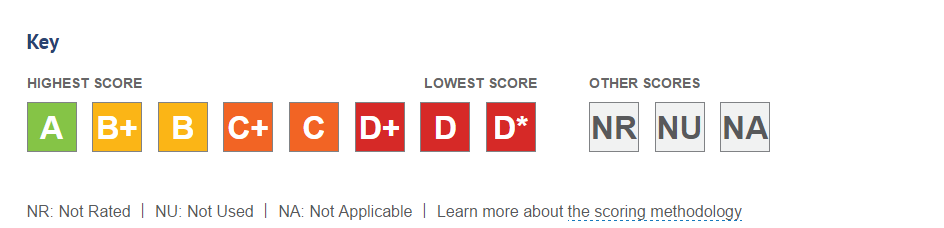 Key
HIGHEST SCORE LOWEST SCORE OTHER SCORES
A B+ B C+ C D+ D D* NR NU NA
NR: Not Rated | NU: Not Used | NA: Not Applicable | Learn more about the scoring methodology